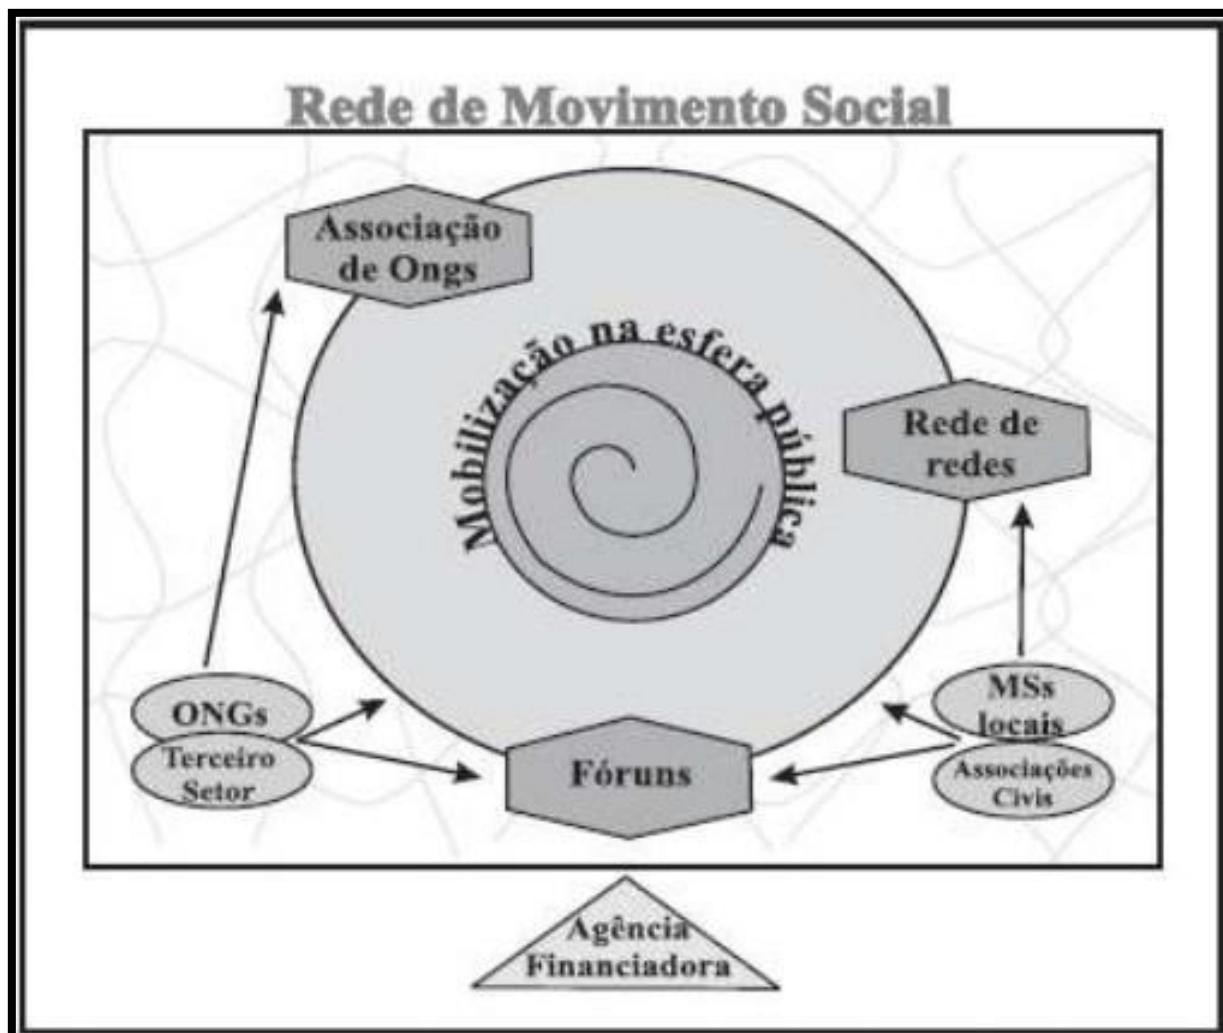 Rede de Movimento Social
Associação
de Ongs
Mobilização na esfera pública
Rede de
redes
ONGs
Terceiro
Setor
MSs
locais
Associações
Civis
Fóruns
Agência
Financiadora